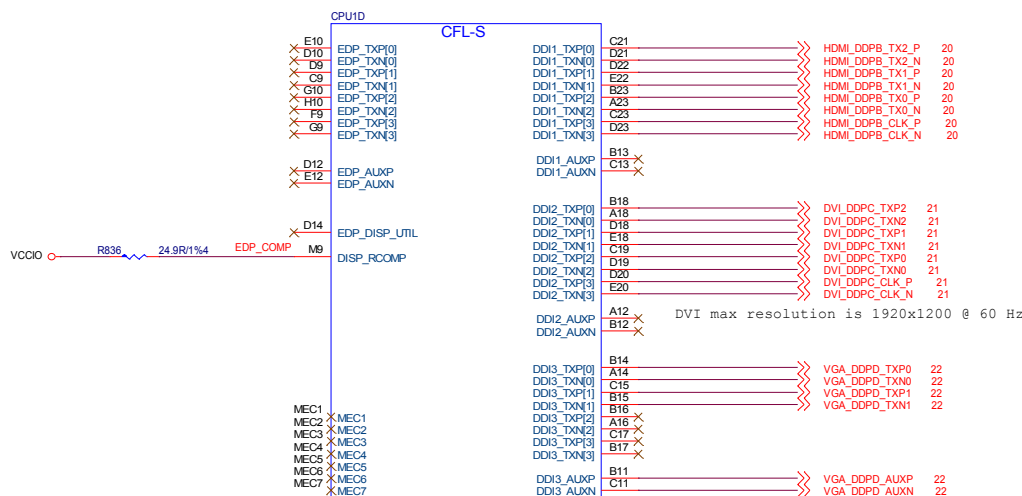 CPU1D
CFL-S
E10 EDP_TXP[0]
D10 EDP_TXN[0]
D9 EDP_TXP[1]
C9 EDP_TXN[1]
G10 EDP_TXP[2]
H10 EDP_TXN[2]
F9 EDP_TXP[3]
G9 EDP_TXN[3]
D12 EDP_AUXP
E12 EDP_AUXN
D14 EDP_DISP_UTIL
VCCIO R836 24.9R/1%4 EDP_COMP M9 DISP_RCOMP
MEC1 MEC1
MEC2 MEC2
MEC3 MEC3
MEC4 MEC4
MEC5 MEC5
MEC6 MEC6
MEC7 MEC7
DDI1_TXP[0] C21 HDMI_DDPB_TX2_P 20
DDI1_TXN[0] D21 HDMI_DDPB_TX2_N 20
DDI1_TXP[1] D22 HDMI_DDPB_TX1_P 20
DDI1_TXN[1] E22 HDMI_DDPB_TX1_N 20
DDI1_TXP[2] B23 HDMI_DDPB_TX0_P 20
DDI1_TXN[2] A23 HDMI_DDPB_TX0_N 20
DDI1_TXP[3] C23 HDMI_DDPB_CLK_P 20
DDI1_TXN[3] D23 HDMI_DDPB_CLK_N 20
DDI1_AUXP B13
DDI1_AUXN C13
DDI2_TXP[0] B18 DVI_DDPC_TXP2 21
DDI2_TXN[0] A18 DVI_DDPC_TXN2 21
DDI2_TXP[1] D18 DVI_DDPC_TXP1 21
DDI2_TXN[1] E18 DVI_DDPC_TXN1 21
DDI2_TXP[2] C19 DVI_DDPC_TXP0 21
DDI2_TXN[2] D19 DVI_DDPC_TXN0 21
DDI2_TXP[3] D20 DVI_DDPC_CLK_P 21
DDI2_TXN[3] E20 DVI_DDPC_CLK_N 21
DDI2_AUXP A12
DDI2_AUXN B12
DVI max resolution is 1920x1200 @ 60 Hz
DDI3_TXP[0] B14 VGA_DDPD_TXP0 22
DDI3_TXN[0] A14 VGA_DDPD_TXN0 22
DDI3_TXP[1] C15 VGA_DDPD_TXP1 22
DDI3_TXN[1] B15 VGA_DDPD_TXN1 22
DDI3_TXP[2] B16
DDI3_TXN[2] A16
DDI3_TXP[3] C17
DDI3_TXN[3] B17
DDI3_AUXP B11 VGA_DDPD_AUXP 22
DDI3_AUXN C11 VGA_DDPD_AUXN 22